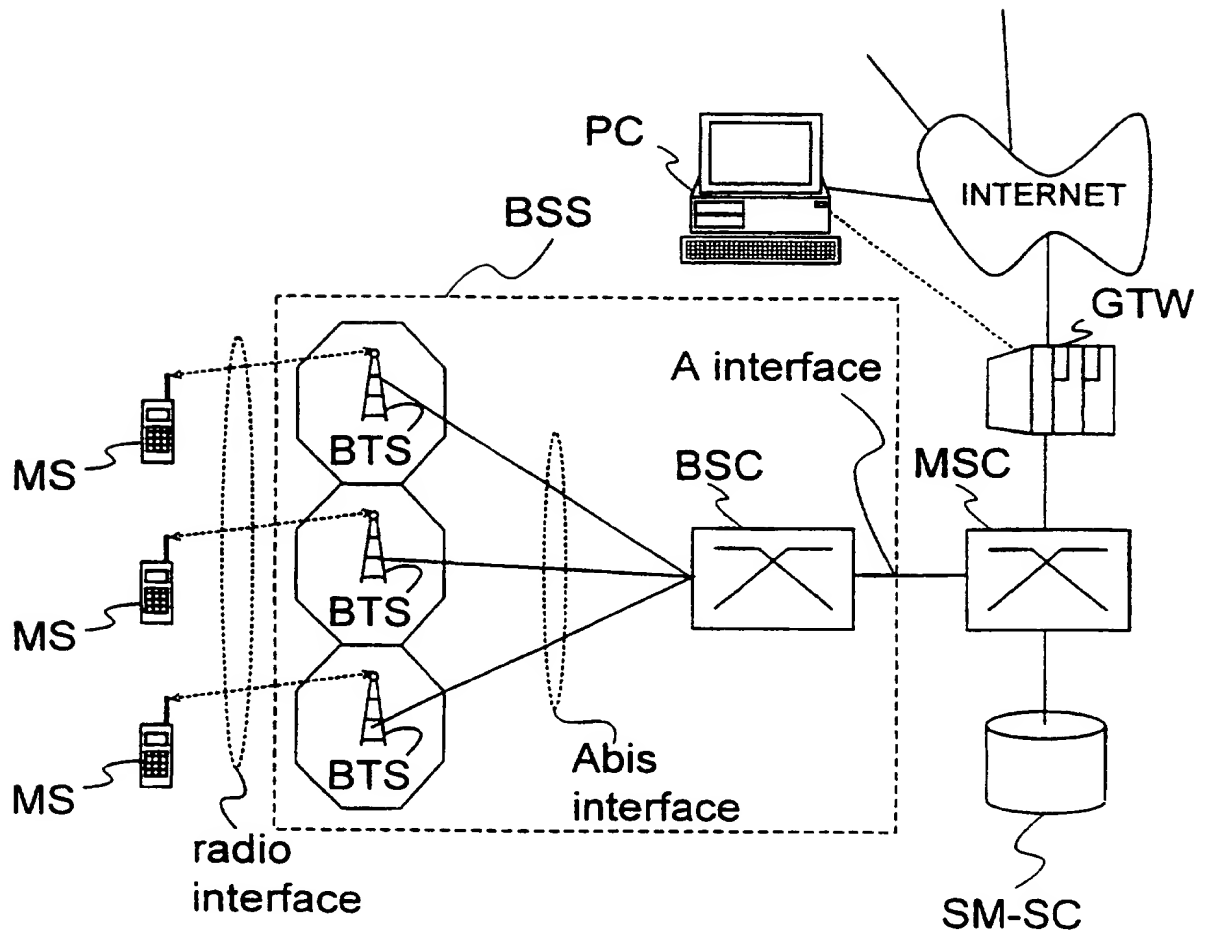 PC
INTERNET
BSS
GTW
A interface
MS
BTS
BSC
MSC
MS
BTS
MS
BTS
Abis
interface
radio
interface
SM-SC